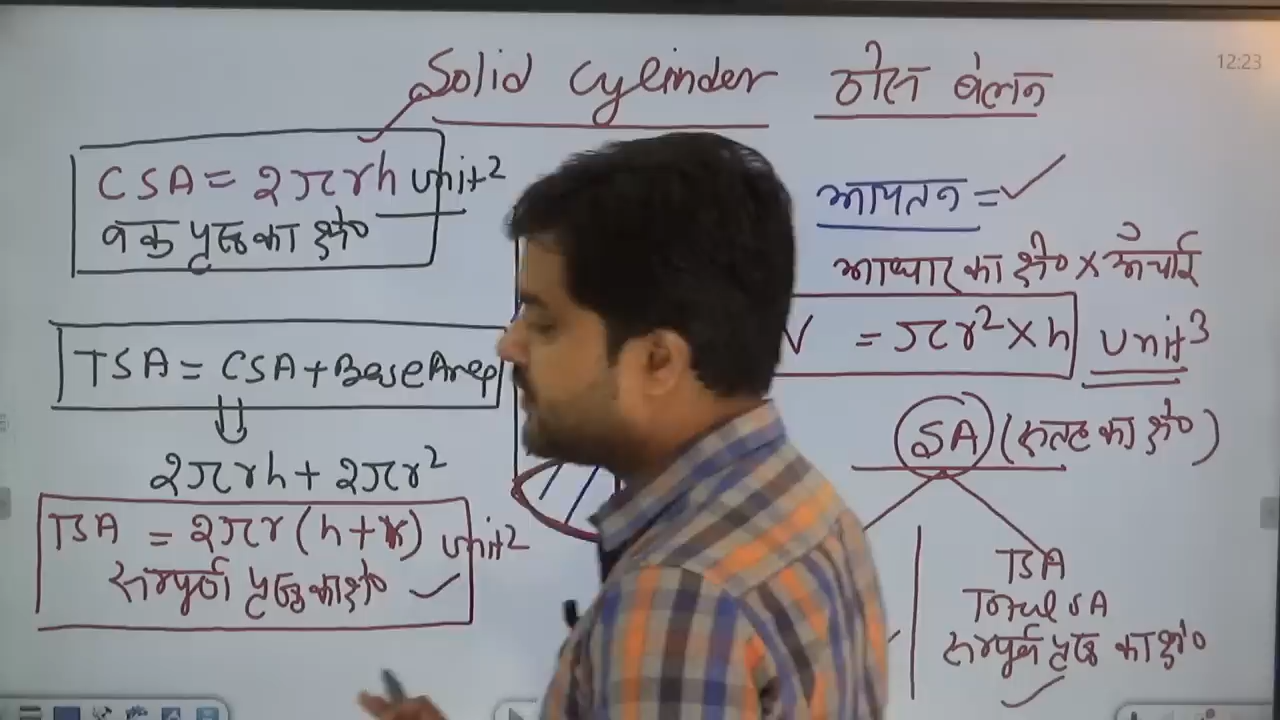 Solid Cylinder ठोस बेलन
12:23
CSA = 2πrh unit²
वक्र पृष्ठ का क्षे०
TSA = CSA + Base Area
2πrh + 2πr²
TSA = 2πr (h + r) unit²
सम्पूर्ण पृष्ठ का क्षे०
आयतन =
आधार का क्षे० × ऊँचाई
V = πr² × h unit³
SA (सतह का क्षे०)
TSA
Total SA
सम्पूर्ण पृष्ठ का क्षे०